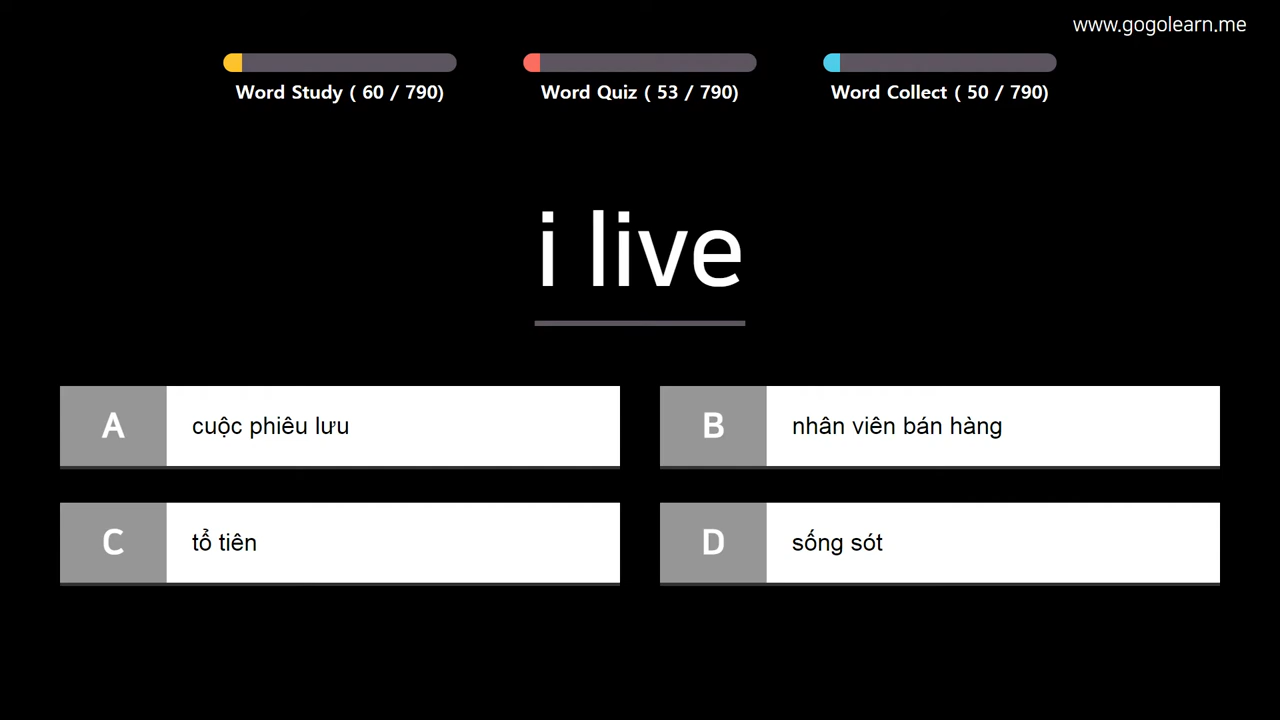 www.gogolearn.me
Word Study ( 60 / 790)
Word Quiz ( 53 / 790)
Word Collect ( 50 / 790)
i live
A cuộc phiêu lưu
B nhân viên bán hàng
C tổ tiên
D sống sót